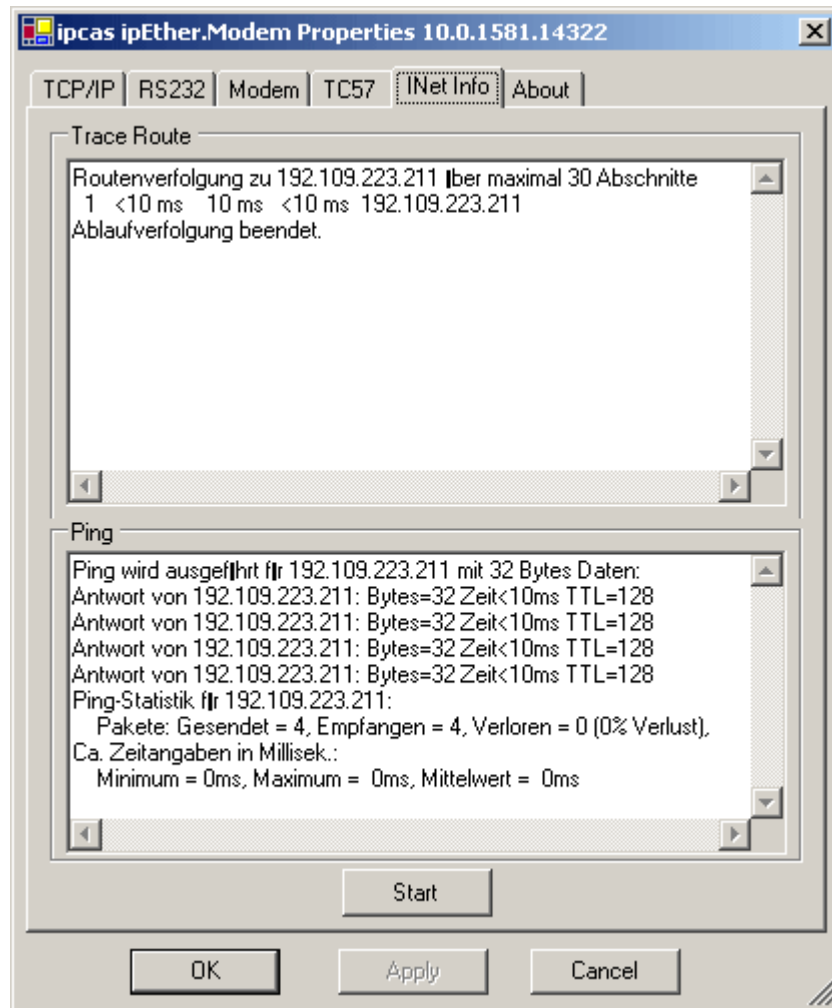 ipcas ipEther.Modem Properties 10.0.1581.14322
TCP/IP RS232 Modem TC57 INet Info About
Trace Route
Routenverfolgung zu 192.109.223.211 ▐ber maximal 30 Abschnitte
1 <10 ms 10 ms <10 ms 192.109.223.211
Ablaufverfolgung beendet.
Ping
Ping wird ausgef▐hrt f▐r 192.109.223.211 mit 32 Bytes Daten:
Antwort von 192.109.223.211: Bytes=32 Zeit<10ms TTL=128
Antwort von 192.109.223.211: Bytes=32 Zeit<10ms TTL=128
Antwort von 192.109.223.211: Bytes=32 Zeit<10ms TTL=128
Antwort von 192.109.223.211: Bytes=32 Zeit<10ms TTL=128
Ping-Statistik f▐r 192.109.223.211:
Pakete: Gesendet = 4, Empfangen = 4, Verloren = 0 (0% Verlust),
Ca. Zeitangaben in Millisek.:
Minimum = 0ms, Maximum = 0ms, Mittelwert = 0ms
Start
OK Apply Cancel